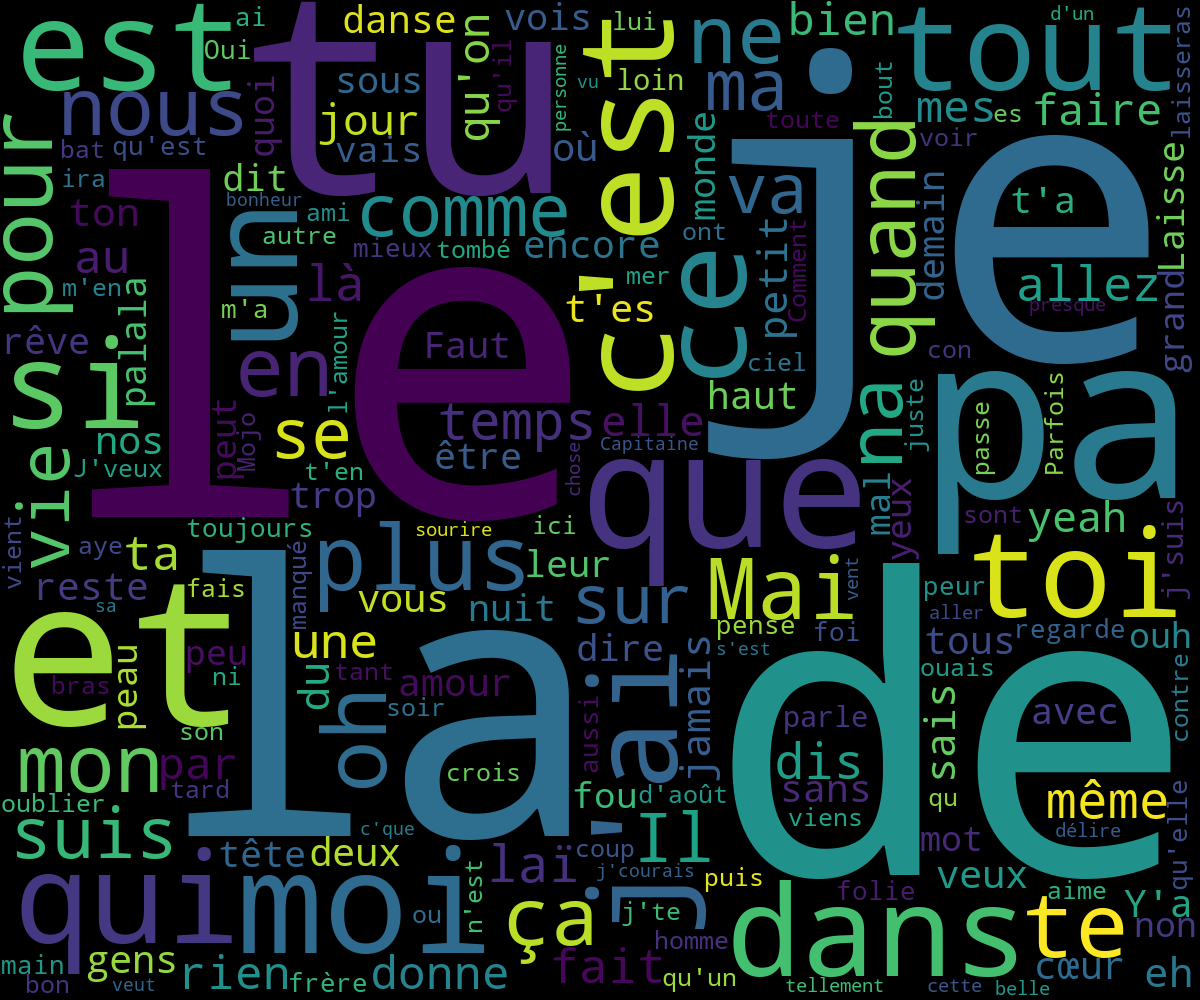 est
ai
Oui
tu
danse
vois
lui
c'est
ne
bien
d'un
tout
nous
quoi
sous
qu'on
qu'il
personne
vu
loin
ma
bout
mes
es
faire
laisseras
jour
vais
où
toute
voir
bat
qu'est
pour
ira
dit
bonheur
un
ami
comme
monde
va
je
quand
demain
t'a
Laisse
ton
autre
mieux
tombé
encore
ont
au
m'en
palala
le
là
m'a
mer
t'es
ce
petit
Comment
allez
presque
grand
rêve
si
en
l'amour
Faut
ciel
con
haut
pa
na
juste
passe
Parfois
nos
J'veux
peut
Mojo
se
temps
elle
être
Capitaine
chose
t'en
que
vie
trop
mal
yeux
sont
yeah
j'suis
toujours
sourire
ici
vient
aye
ta
manqué
plus
leur
toi
reste
fais
sa
vous
nuit
sur
Mai
vent
peur
aller
et
la
une
dire
pense
s'est
foi
tous
regarde
ouh
peu
ni
peau
bras
du
tant
amour
soir
oh
aussi
j'ai
jamais
de
ouais
contre
parle
avec
sais
son
mon
par
tard
crois
dis
sans
viens
qu
même
délire
oublier
fou
d'août
suis
c'que
tête
deux
laï
coup
Il
mot
qu'elle
j'courais
puis
veux
qui
moi
ou
n'est
ça
j'te
folie
aime
Y'a
dans
te
non
homme
main
bon
gens
veut
rien
frère
donne
fait
qu'un
tellement
cette
belle
cœur
eh